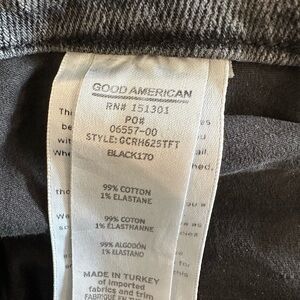 GOOD AMERICAN
RN# 151301
PO#
06557-00
STYLE: GCRH625TFT
BLACK170
99% COTTON
1% ELASTANE
99% COTON
1% ELASTHANNE
99% ALGODÓN
1% ELASTANO
MADE IN TURKEY
of imported
fabrics and trim